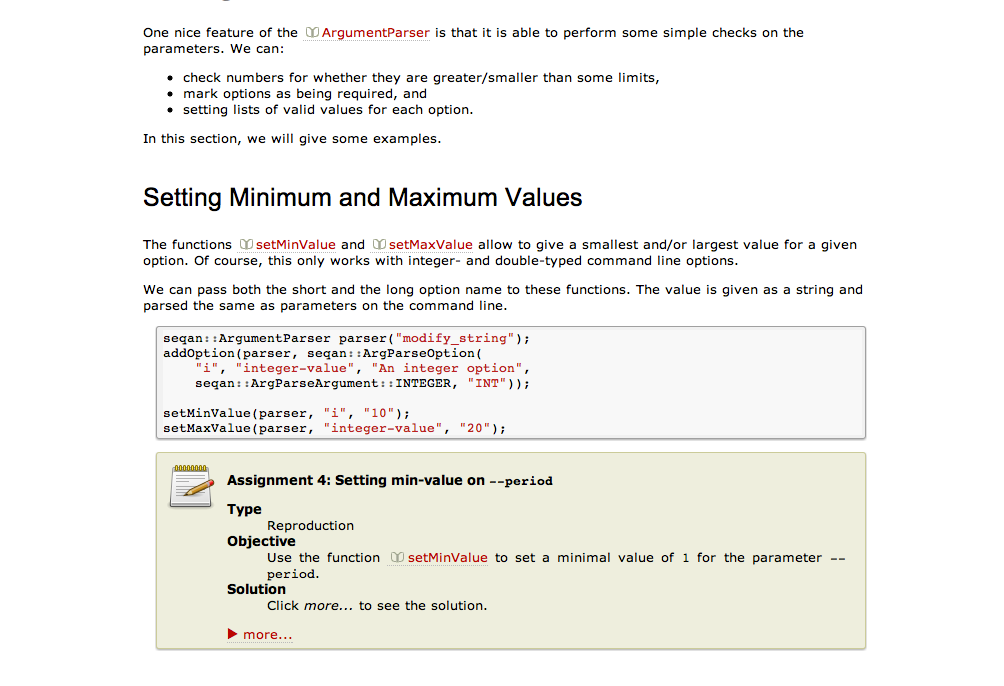 One nice feature of the ArgumentParser is that it is able to perform some simple checks on the
parameters. We can:
• check numbers for whether they are greater/smaller than some limits,
• mark options as being required, and
• setting lists of valid values for each option.
In this section, we will give some examples.
Setting Minimum and Maximum Values
The functions setMinValue and setMaxValue allow to give a smallest and/or largest value for a given
option. Of course, this only works with integer- and double-typed command line options.
We can pass both the short and the long option name to these functions. The value is given as a string and
parsed the same as parameters on the command line.
seqan::ArgumentParser parser("modify_string");
addOption(parser, seqan::ArgParseOption(
    "i", "integer-value", "An integer option",
    seqan::ArgParseArgument::INTEGER, "INT"));
setMinValue(parser, "i", "10");
setMaxValue(parser, "integer-value", "20");
Assignment 4: Setting min-value on --period
Type
Reproduction
Objective
Use the function setMinValue to set a minimal value of 1 for the parameter --
period.
Solution
Click more... to see the solution.
more...